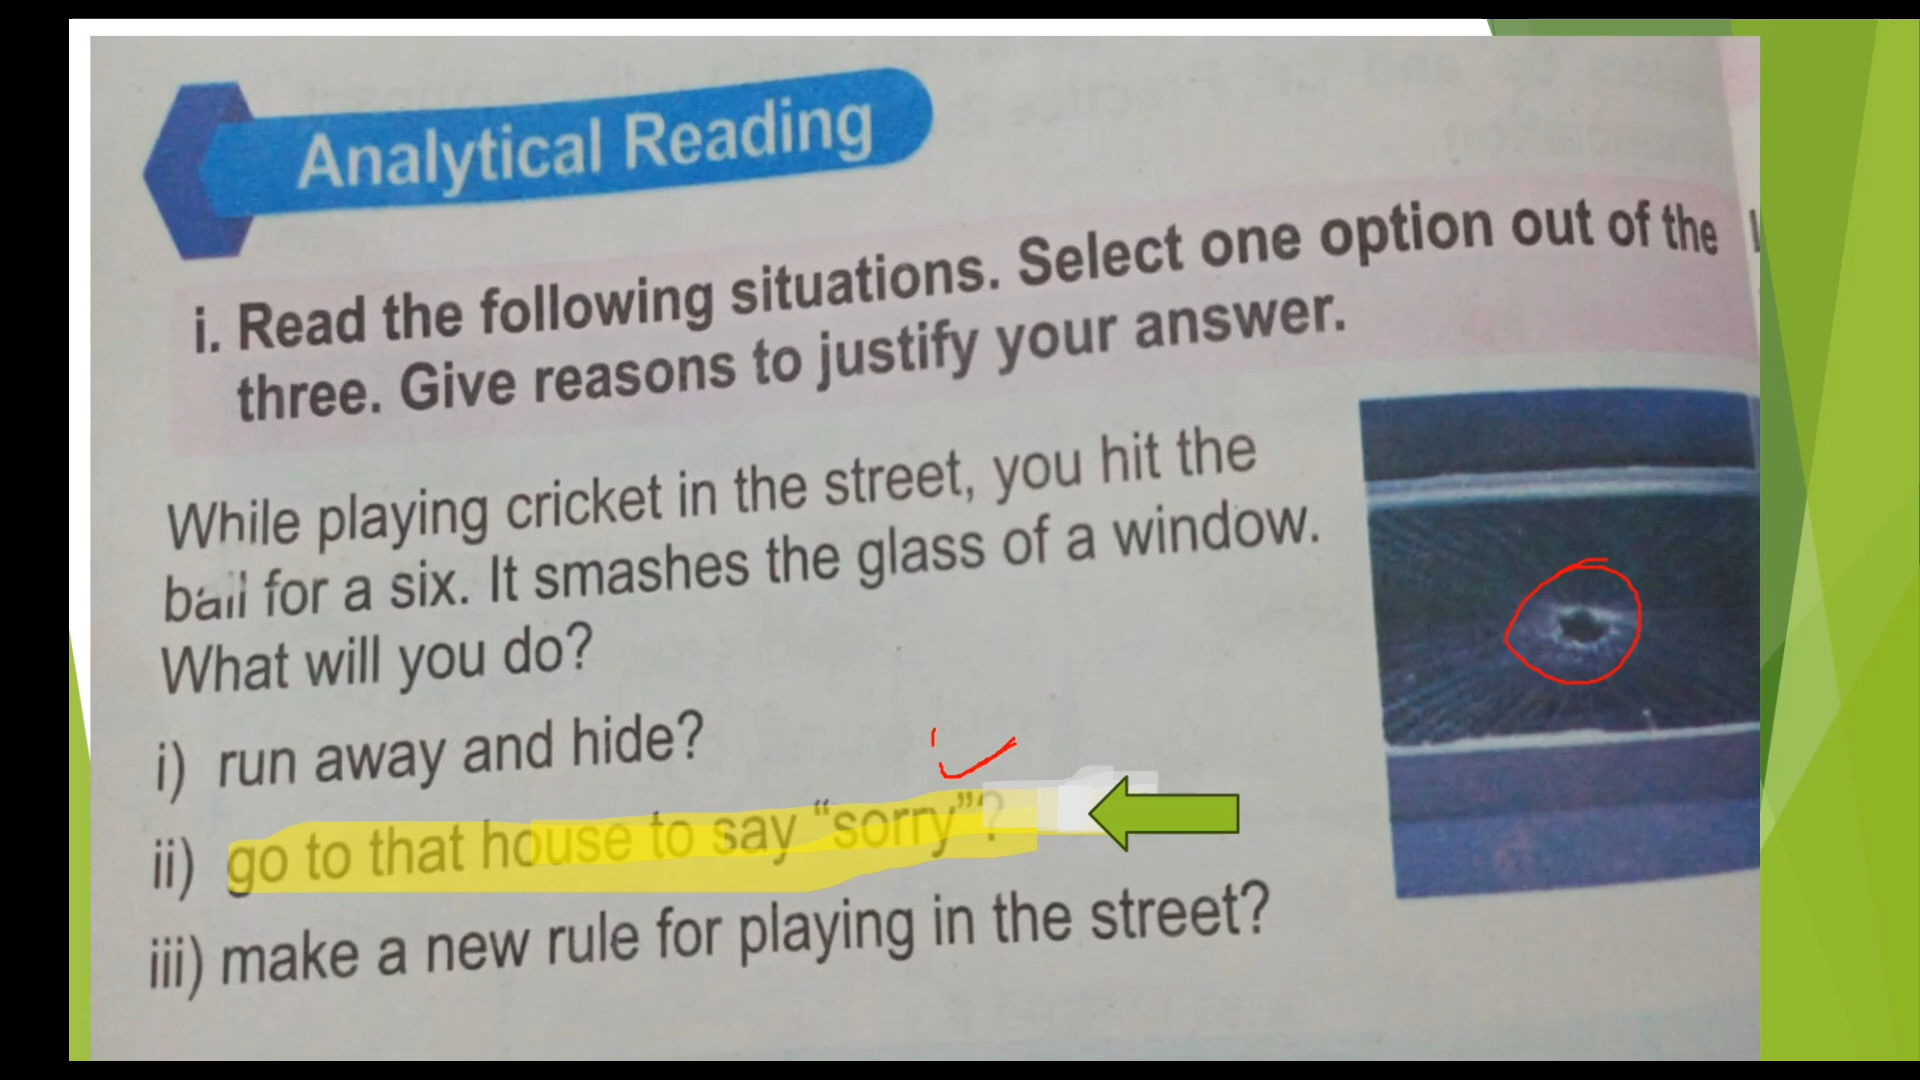 Analytical Reading
i. Read the following situations. Select one option out of the
three. Give reasons to justify your answer.
While playing cricket in the street, you hit the
ball for a six. It smashes the glass of a window.
What will you do?
i) run away and hide?
ii) go to that house to say “sorry”?
iii) make a new rule for playing in the street?